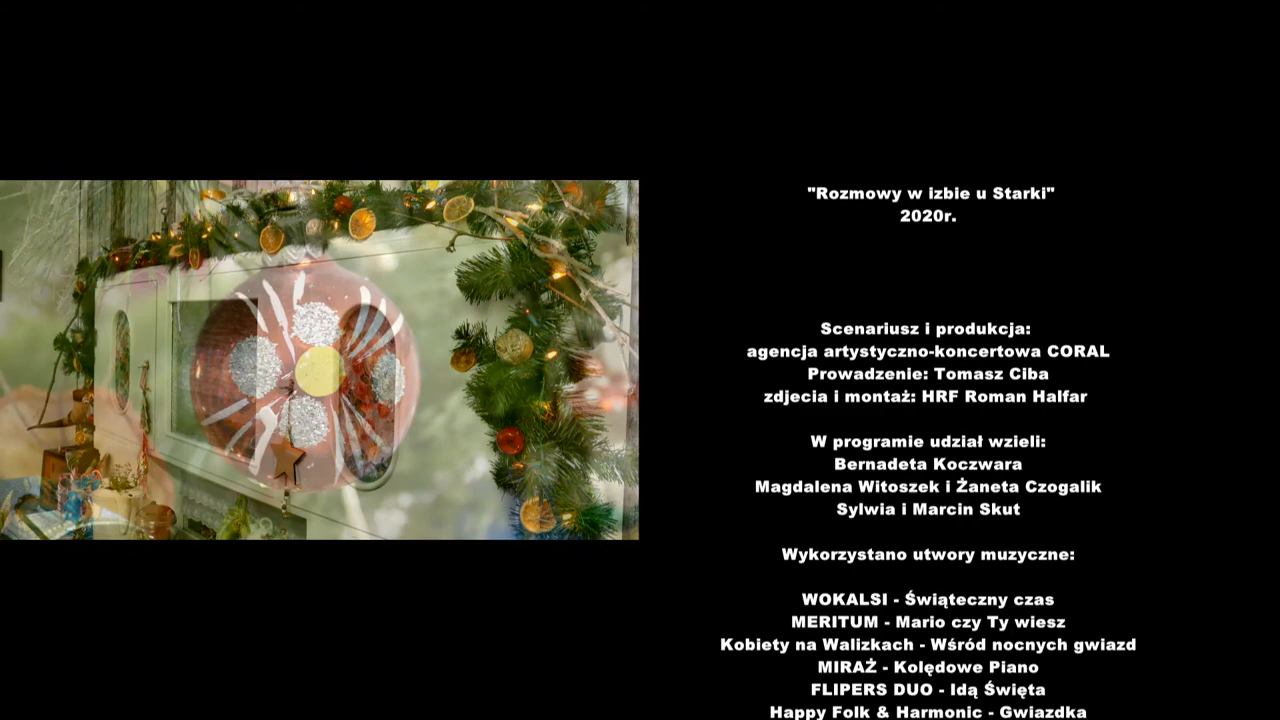 "Rozmowy w izbie u Starki"
2020r.
Scenariusz i produkcja:
agencja artystyczno-koncertowa CORAL
Prowadzenie: Tomasz Ciba
zdjecia i montaż: HRF Roman Halfar
W programie udział wzieli:
Bernadeta Koczwara
Magdalena Witoszek i Żaneta Czogalik
Sylwia i Marcin Skut
Wykorzystano utwory muzyczne:
WOKALSI - Świąteczny czas
MERITUM - Mario czy Ty wiesz
Kobiety na Walizkach - Wśród nocnych gwiazd
MIRAŻ - Kolędowe Piano
FLIPERS DUO - Idą Święta
Happy Folk & Harmonic - Gwiazdka